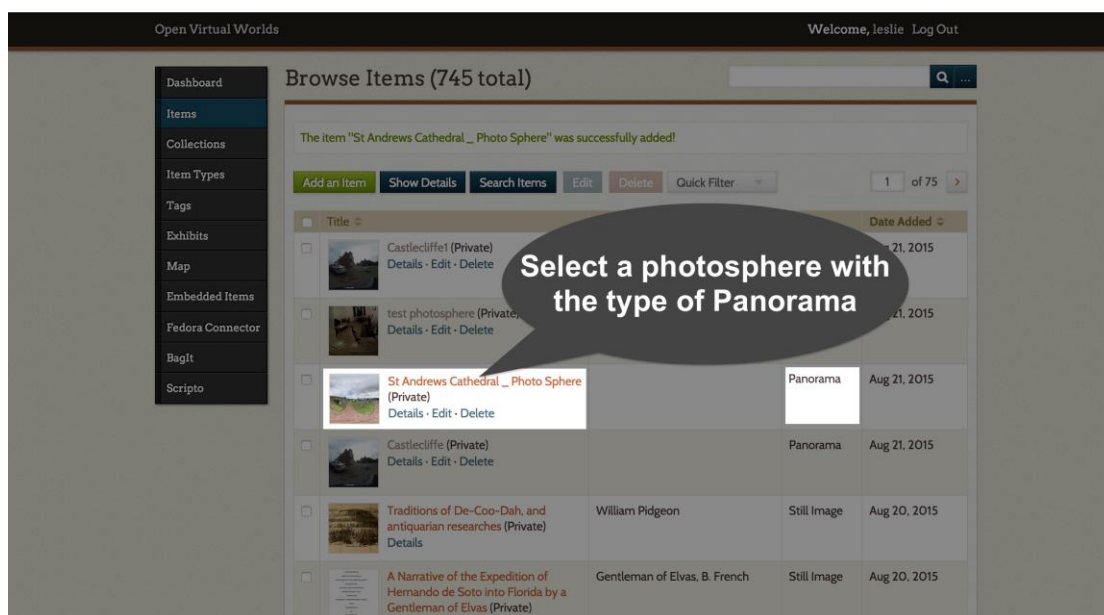 Open Virtual Worlds
Welcome, leslie Log Out
Dashboard
Items
Collections
Item Types
Tags
Exhibits
Map
Embedded Items
Fedora Connector
BagIt
Scripto
Browse Items (745 total)
...
The item "St Andrews Cathedral _ Photo Sphere" was successfully added!
Add an Item Show Details Search Items Edit Delete Quick Filter 1 of 75
Title Date Added
Castlecliffe1 (Private) 21, 2015
Details · Edit · Delete
Select a photosphere with
the type of Panorama
test photosphere (Private) 21, 2015
Details · Edit · Delete
St Andrews Cathedral _ Photo Sphere Panorama Aug 21, 2015
(Private)
Details · Edit · Delete
Castlecliffe (Private) Panorama Aug 21, 2015
Details · Edit · Delete
Traditions of De-Coo-Dah, and William Pidgeon Still Image Aug 20, 2015
antiquarian researches (Private)
Details
A Narrative of the Expedition of Gentleman of Elvas, B. French Still Image Aug 20, 2015
Hernando de Soto into Florida by a
Gentleman of Elvas (Private)